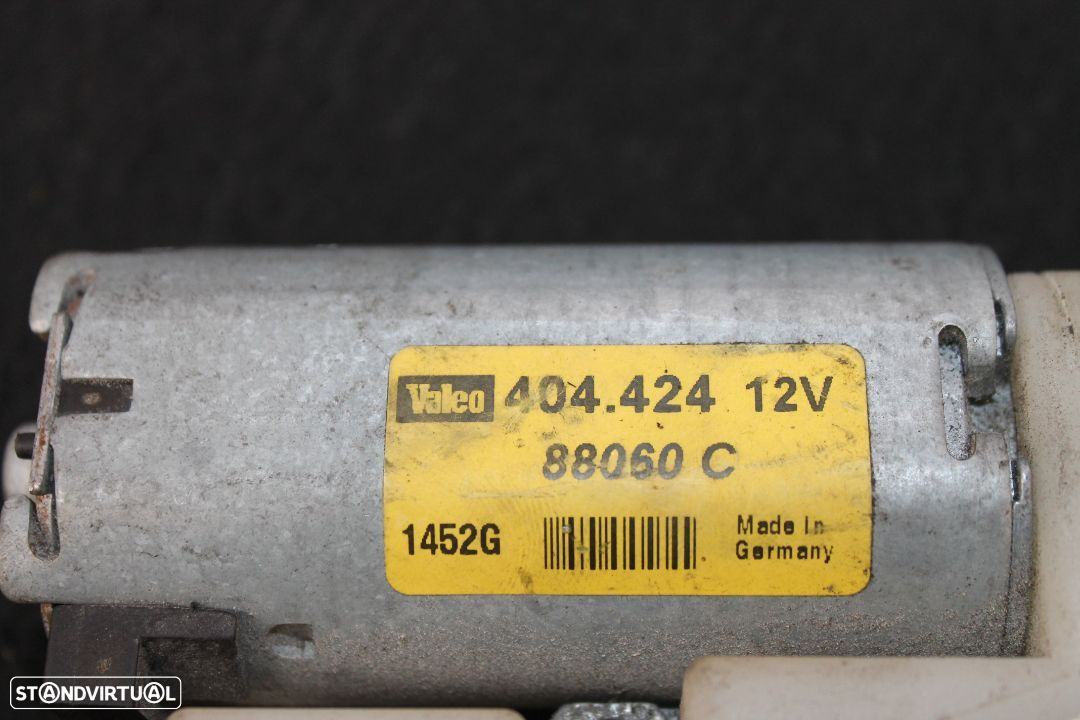 Valeo 404.424 12V
88060 C
1452G
Made In
Germany
STANDVIRTUAL